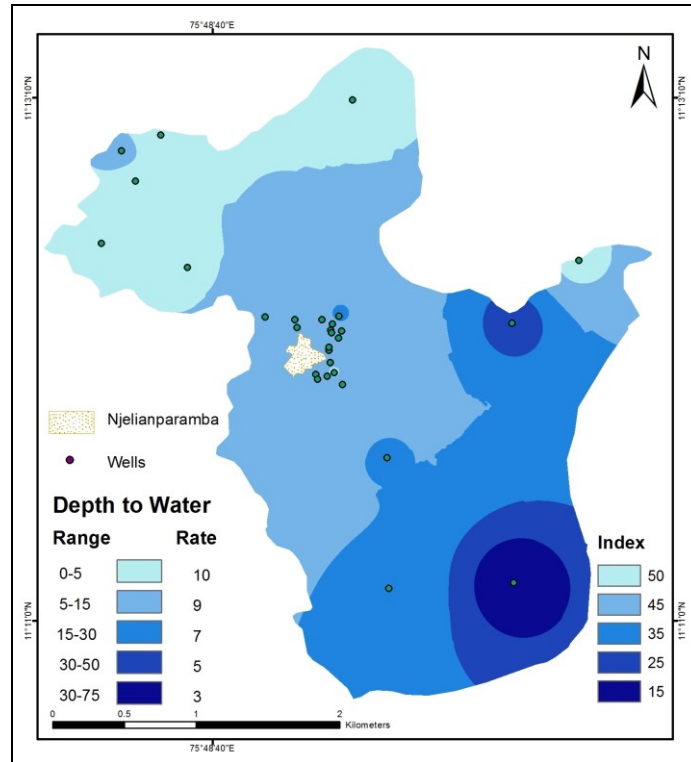 75°48'40"E
N
11°13'10"N
11°13'10"N
Njelianparamba
Wells
Depth to Water
Range Rate
0-5 10
5-15 9
15-30 7
30-50 5
30-75 3
Index
50
45
35
25
15
11°11'0"N
11°11'0"N
0 0.5 1 2
Kilometers
75°48'40"E